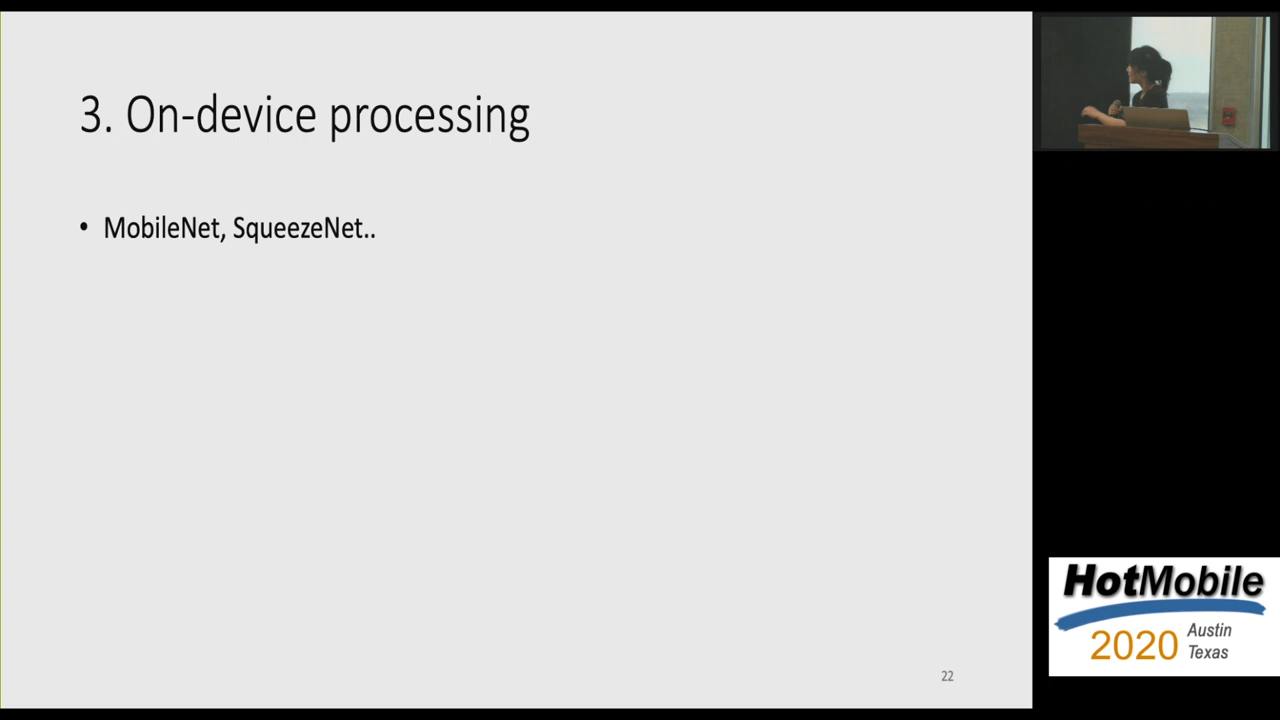 3. On-device processing
• MobileNet, SqueezeNet..
22
HotMobile
2020 Austin
Texas